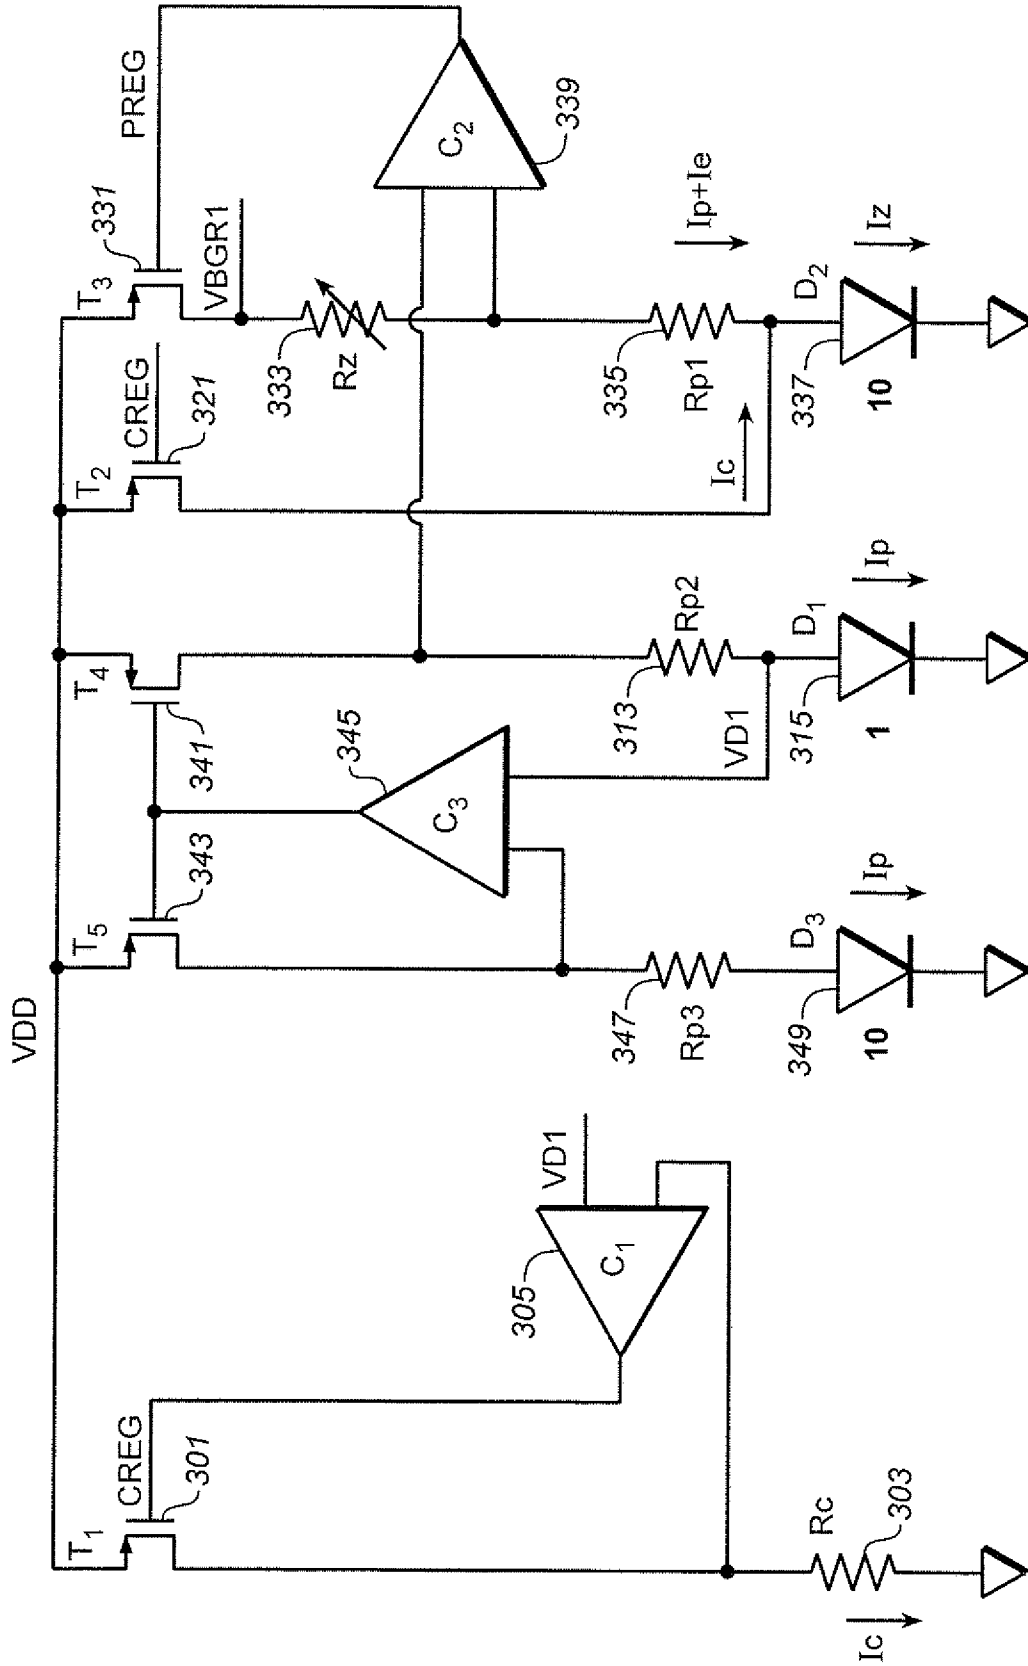 VDD
T1
CREG
301
Ic
Rc
303
305
C1
VD1
T5
343
347
Rp3
349
D3
10
Ip
345
C3
T4
341
313
Rp2
VD1
315
D1
1
Ip
T2
CREG
321
Ic
T3
331
PREG
VBGR1
333
Rz
C2
339
335
Rp1
Ip+Ie
337
D2
10
Iz